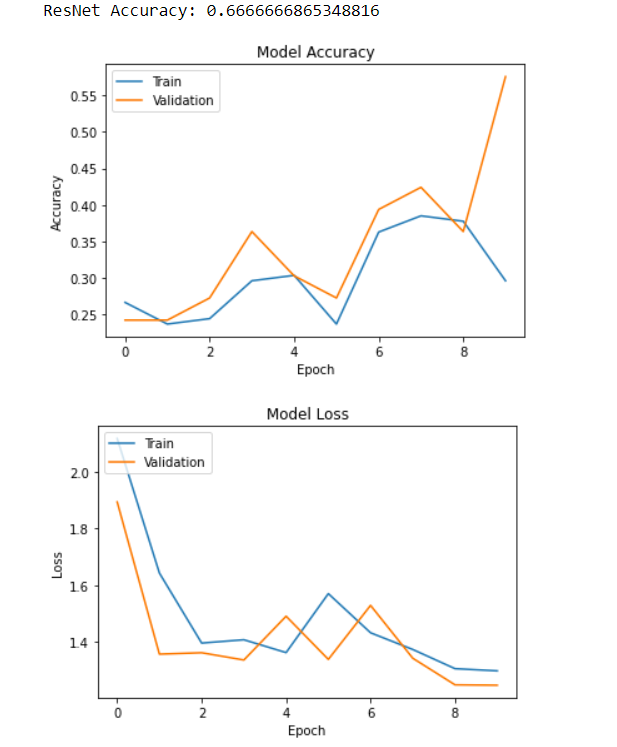 ResNet Accuracy: 0.6666666865348816
Model Accuracy
Train
Validation
0.55
0.50
0.45
0.40
0.35
0.30
0.25
Accuracy
0 2 4 6 8
Epoch
Model Loss
Train
Validation
2.0
1.8
1.6
1.4
Loss
0 2 4 6 8
Epoch